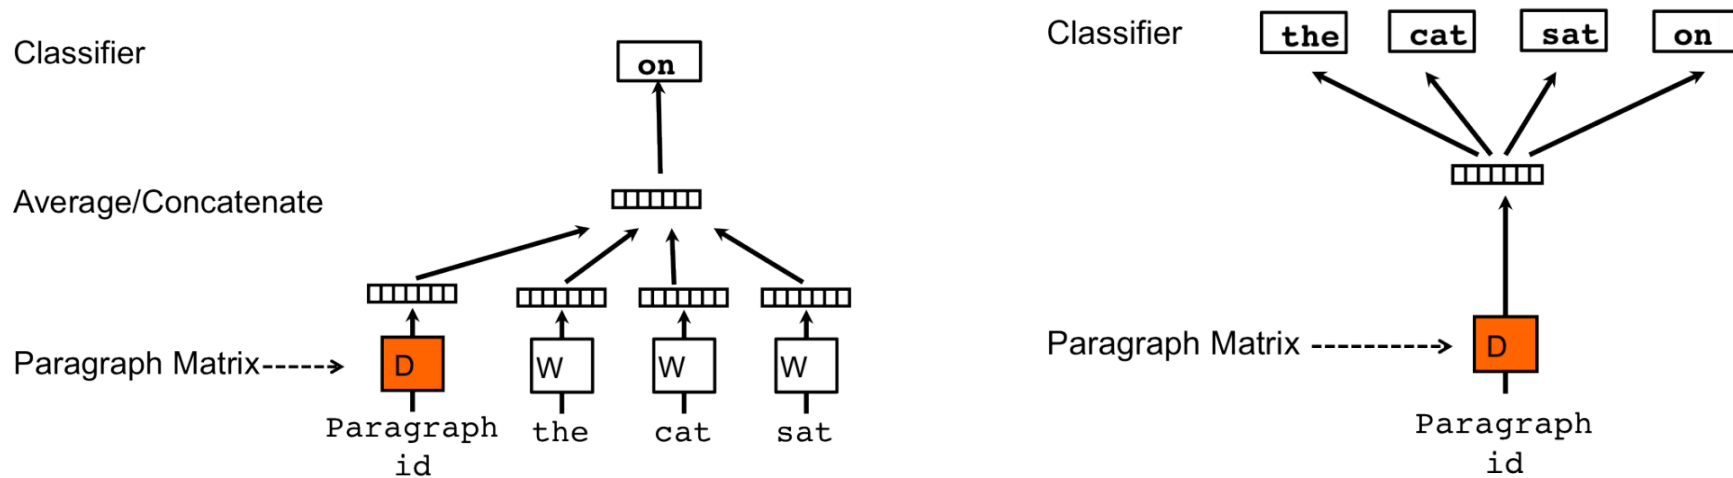 Classifier
on
Average/Concatenate
Paragraph Matrix
D
W
W
W
Paragraph
id
the
cat
sat
Classifier
the
cat
sat
on
Paragraph Matrix
D
Paragraph
id